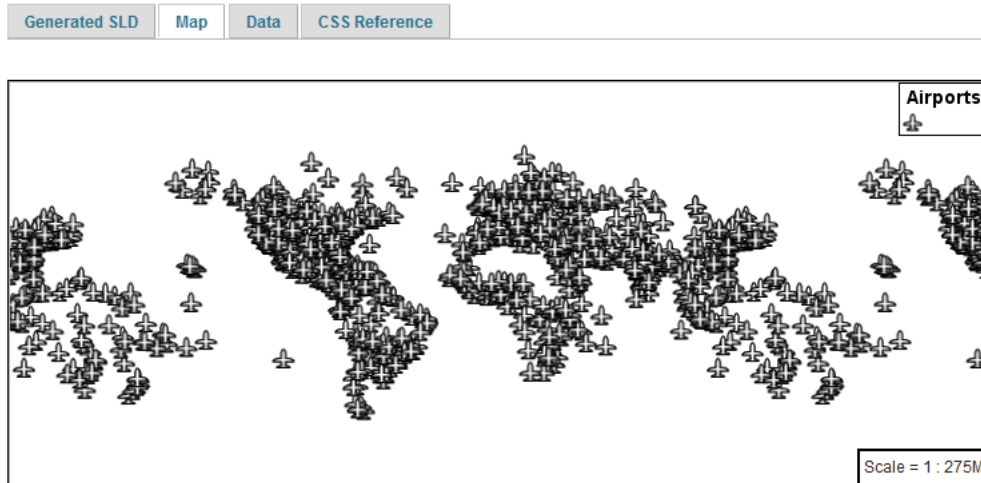 Generated SLD
Map
Data
CSS Reference
Airports
Scale = 1 : 275M